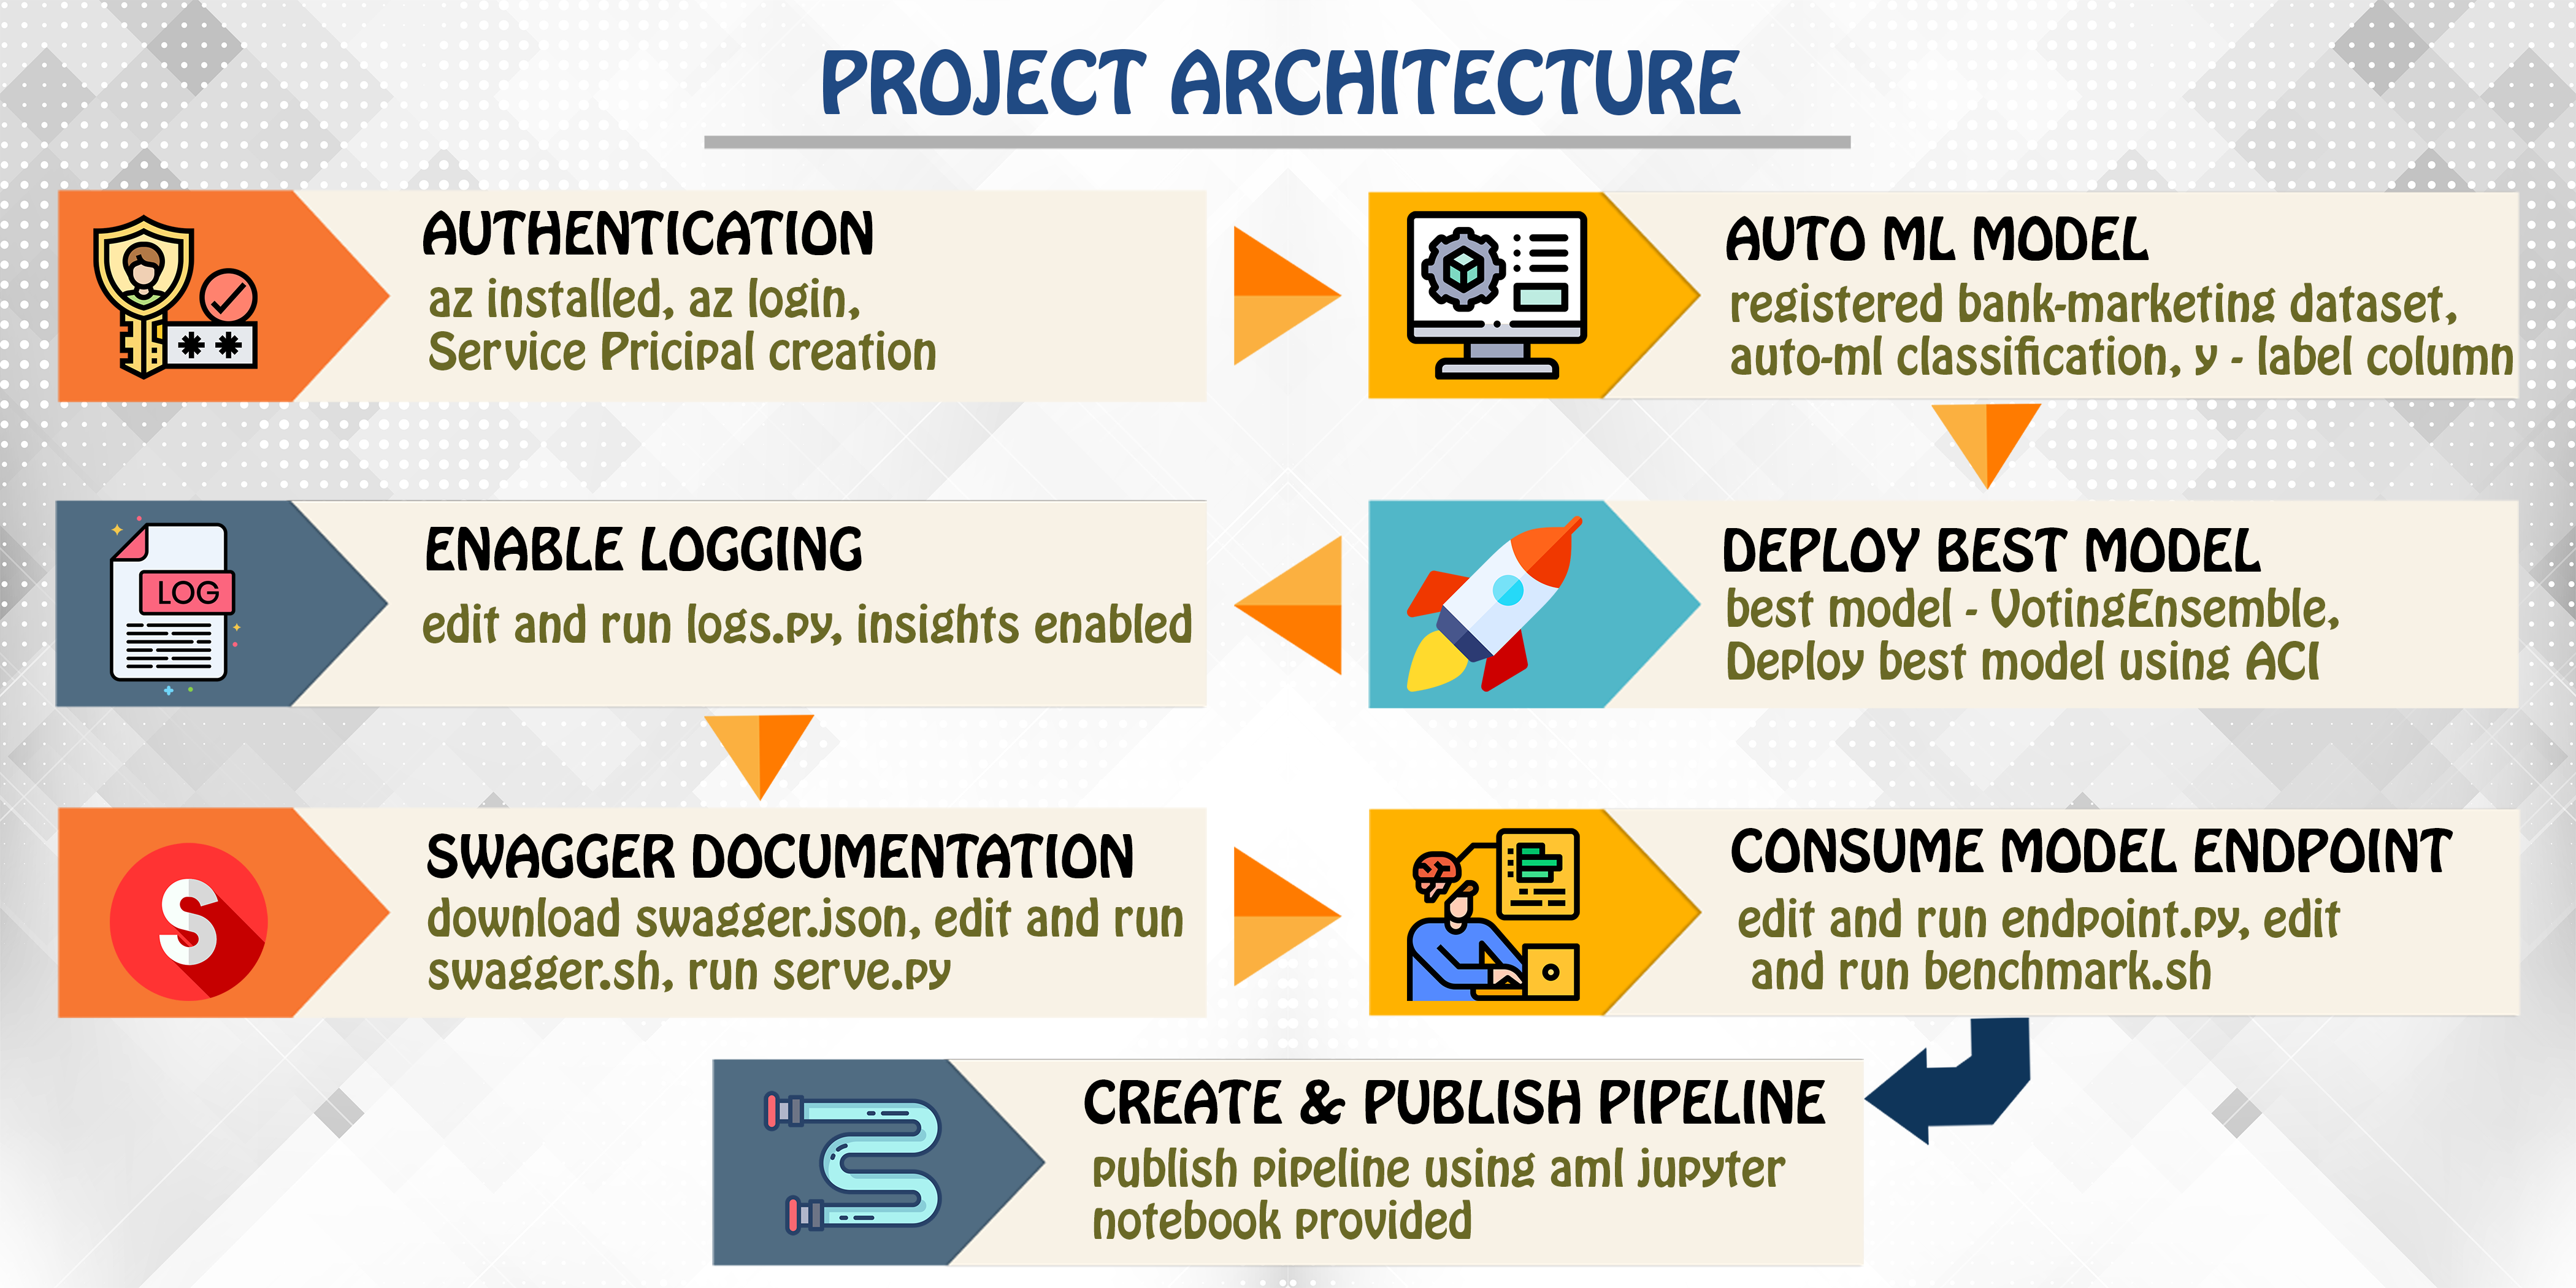 PROJECT ARCHITECTURE
AUTHENTICATION
az installed, az login,
Service Pricipal creation
* *
AUTO ML MODEL
registered bank-marketing dataset,
auto-ml classification, y - label column
DEPLOY BEST MODEL
best model - VotingEnsemble,
Deploy best model using ACI
ENABLE LOGGING
edit and run logs.py, insights enabled
LOG
SWAGGER DOCUMENTATION
download swagger.json, edit and run
swagger.sh, run serve.py
S
CONSUME MODEL ENDPOINT
edit and run endpoint.py, edit
and run benchmark.sh
CREATE & PUBLISH PIPELINE
publish pipeline using aml jupyter
notebook provided